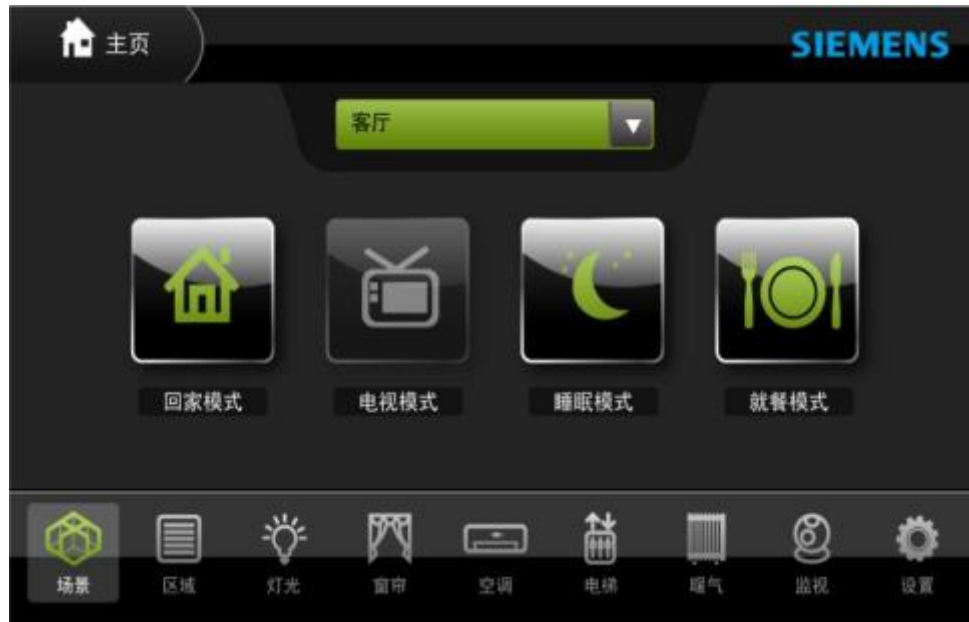 主页
SIEMENS
客厅
回家模式
电视模式
睡眠模式
就餐模式
场景
区域
灯光
窗帘
空调
电梯
暖气
监视
设置